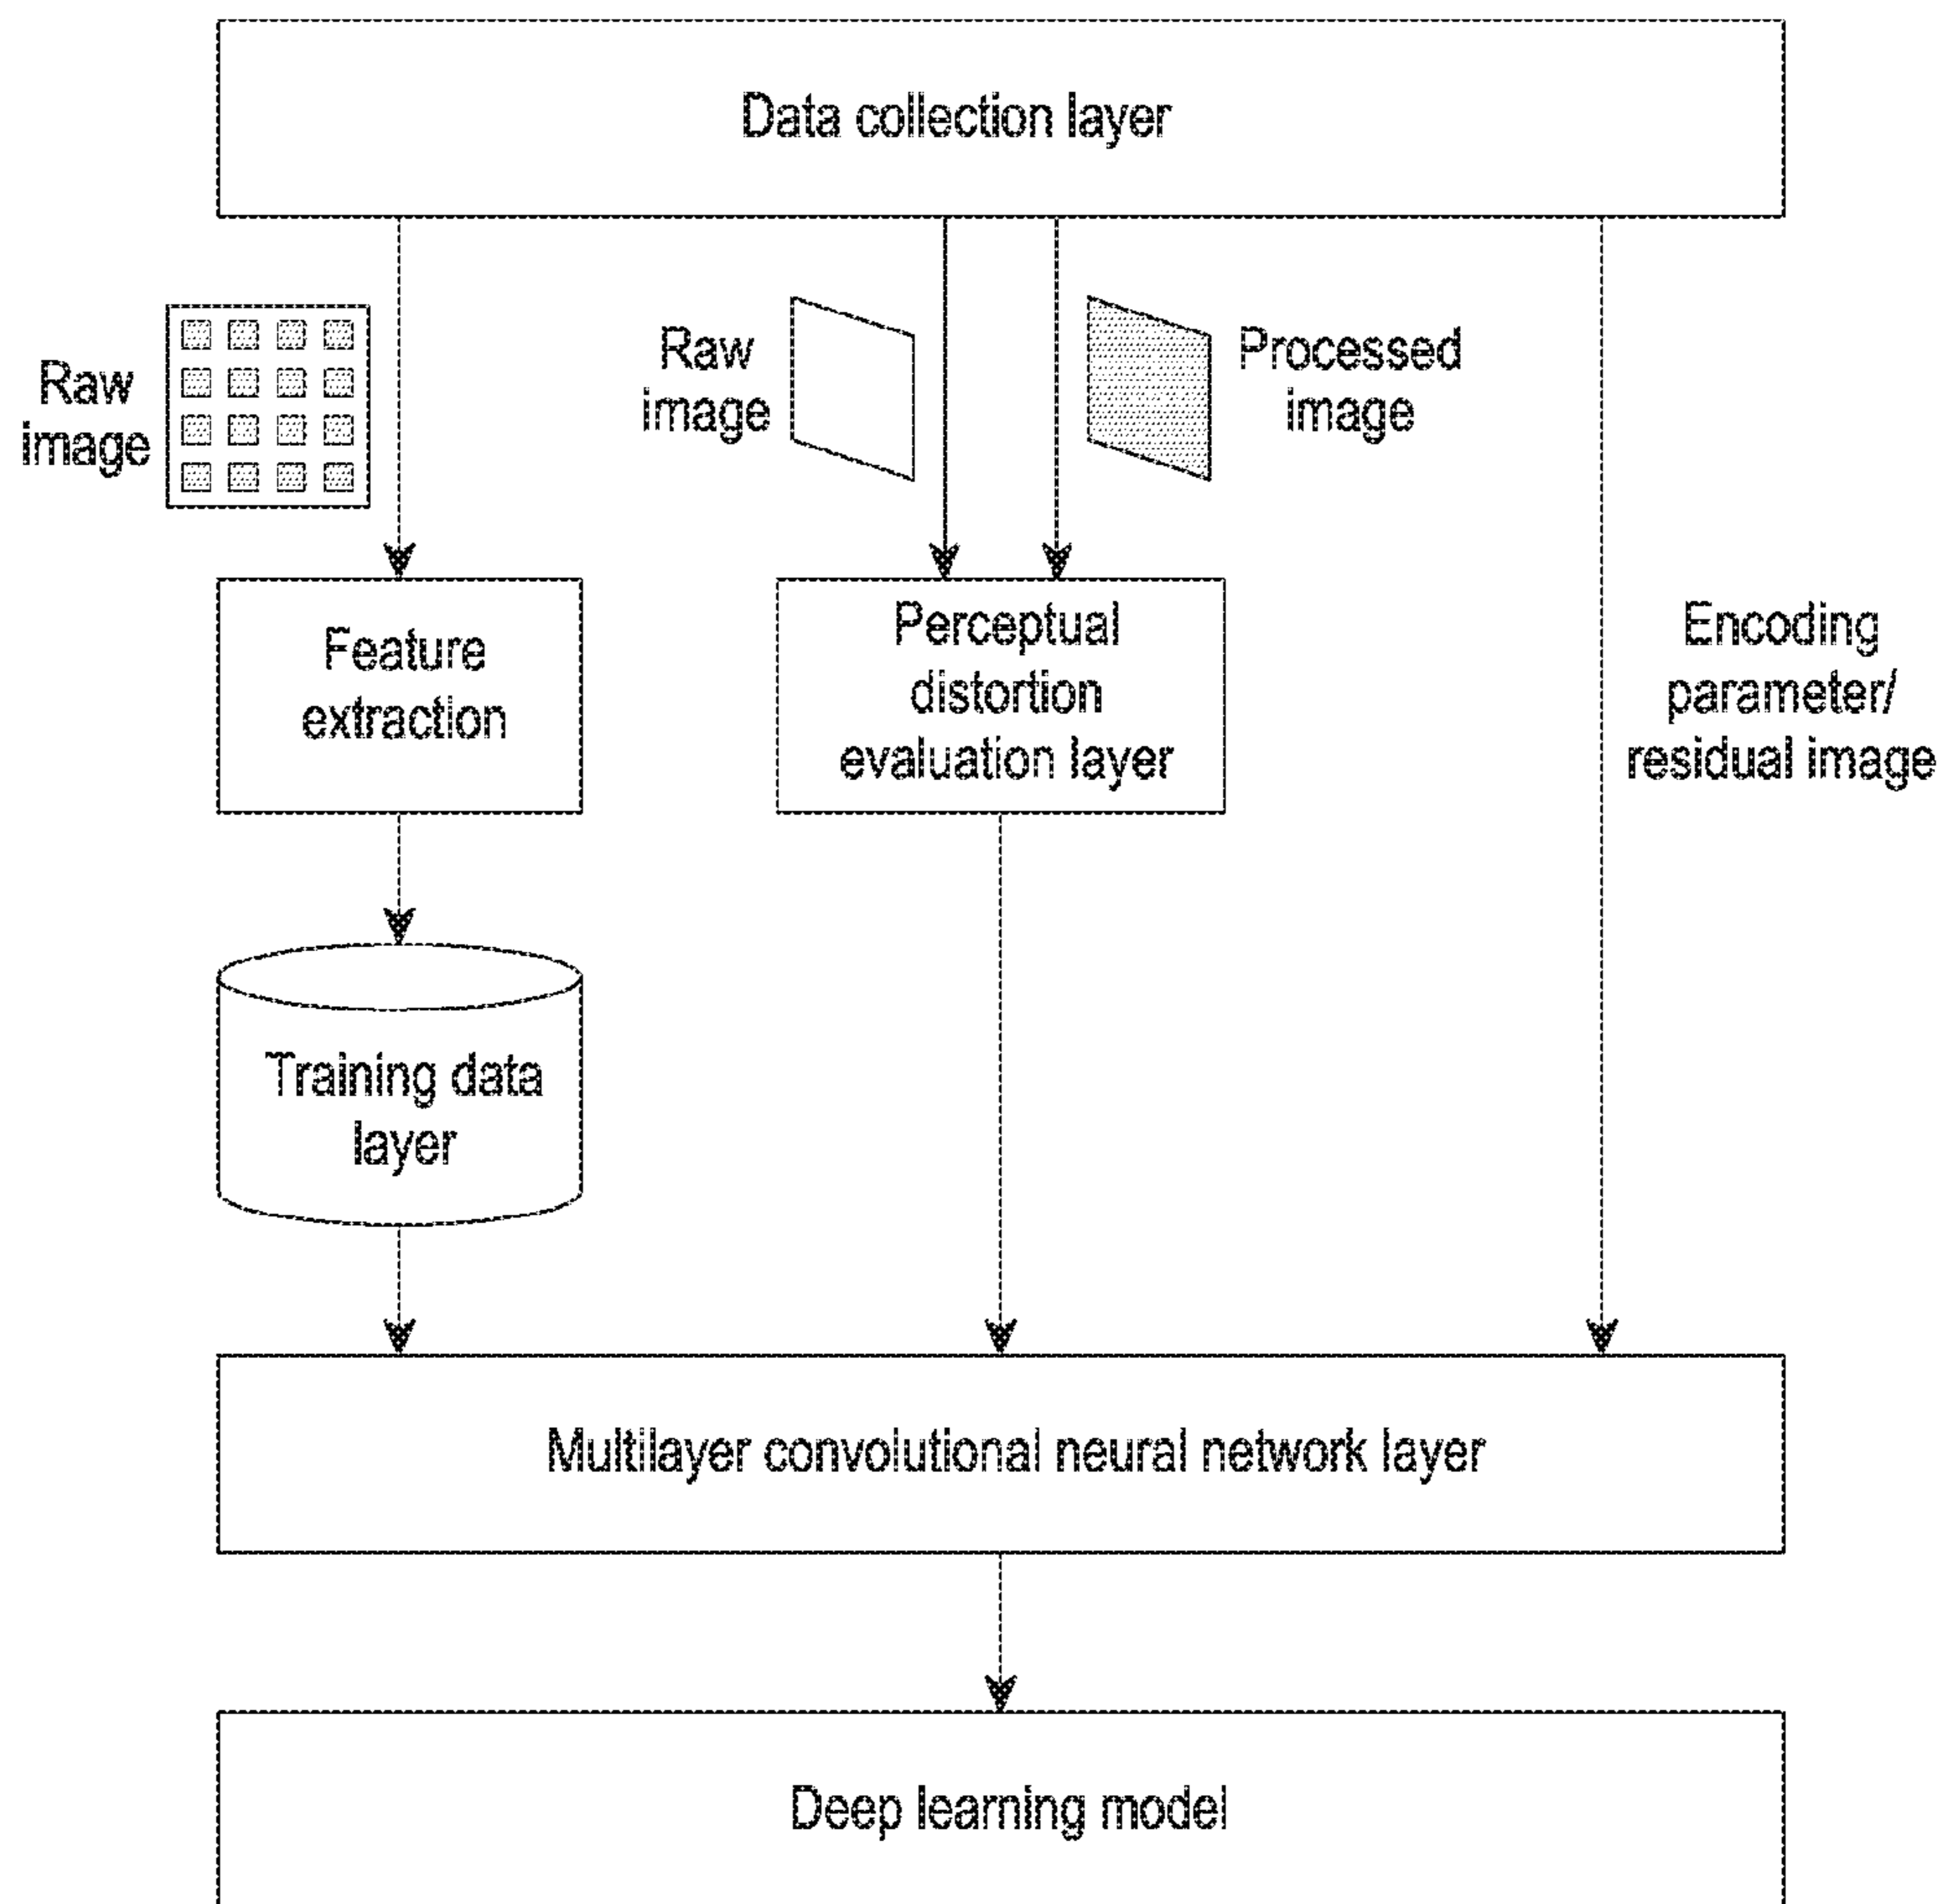 Data collection layer
Raw
image
Raw
image
Processed
image
Feature
extraction
Perceptual
distortion
evaluation layer
Encoding
parameter/
residual image
Training data
layer
Multilayer convolutional neural network layer
Deep learning model